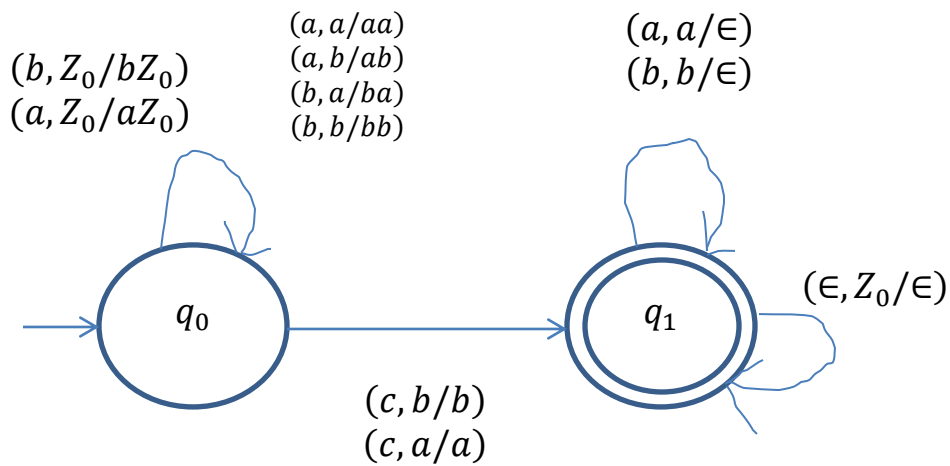 (b, Z₀/bZ₀)
(a, Z₀/aZ₀)
(a, a/aa)
(a, b/ab)
(b, a/ba)
(b, b/bb)
(a, a/∈)
(b, b/∈)
(∈, Z₀/∈)
q₀
q₁
(c, b/b)
(c, a/a)